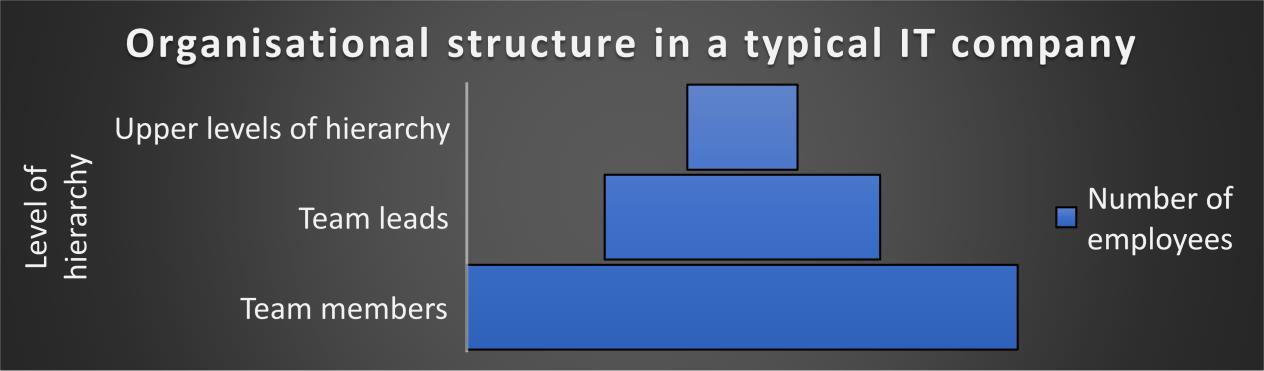 Organisational structure in a typical IT company
Level of
hierarchy
Upper levels of hierarchy
Team leads
Team members
Number of
employees